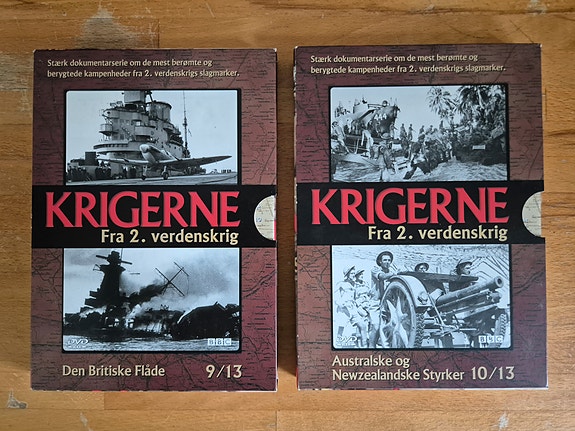 Stærk dokumentarserie om de mest berømte og
berygtede kampenheder fra 2. verdenskrigs slagmarker.
KRIGERNE
Fra 2. verdenskrig
DVD
BBC
Den Britiske Flåde 9/13
Stærk dokumentarserie om de mest berømte og
berygtede kampenheder fra 2. verdenskrigs slagmarker.
KRIGERNE
Fra 2. verdenskrig
DVD
BBC
Australske og
Newzealandske Styrker 10/13